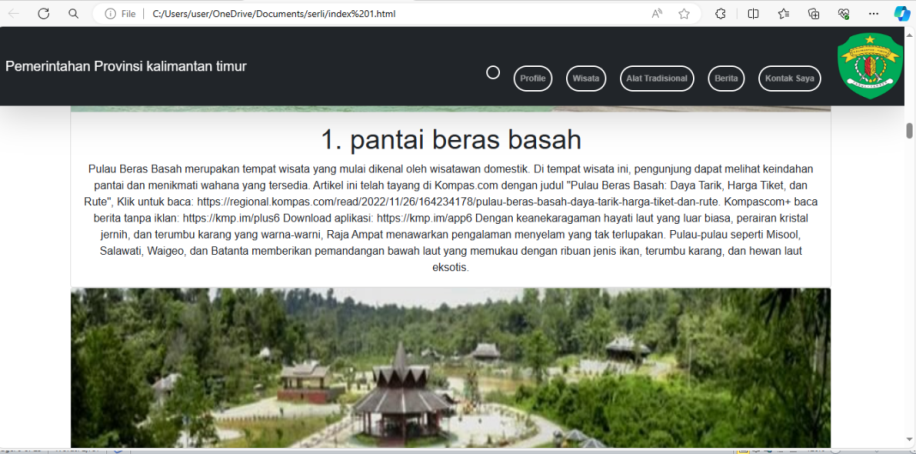 File
C:/Users/user/OneDrive/Documents/serli/index%201.html
Pemerintahan Provinsi kalimantan timur
Profile
Wisata
Alat Tradisional
Berita
Kontak Saya
1. pantai beras basah
Pulau Beras Basah merupakan tempat wisata yang mulai dikenal oleh wisatawan domestik. Di tempat wisata ini, pengunjung dapat melihat keindahan
pantai dan menikmati wahana yang tersedia. Artikel ini telah tayang di Kompas.com dengan judul "Pulau Beras Basah: Daya Tarik, Harga Tiket, dan
Rute", Klik untuk baca: https://regional.kompas.com/read/2022/11/26/164234178/pulau-beras-basah-daya-tarik-harga-tiket-dan-rute. Kompascom+ baca
berita tanpa iklan: https://kmp.im/plus6 Download aplikasi: https://kmp.im/app6 Dengan keanekaragaman hayati laut yang luar biasa, perairan kristal
jernih, dan terumbu karang yang warna-warni, Raja Ampat menawarkan pengalaman menyelam yang tak terlupakan. Pulau-pulau seperti Misool,
Salawati, Waigeo, dan Batanta memberikan pemandangan bawah laut yang memukau dengan ribuan jenis ikan, terumbu karang, dan hewan laut
eksotis.